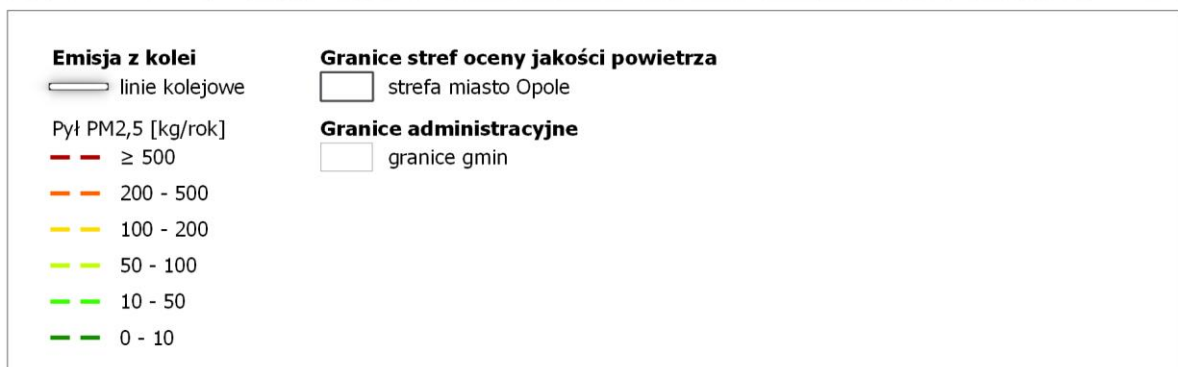 Emisja z kolei
linie kolejowe
Pył PM2,5 [kg/rok]
≥ 500
200 - 500
100 - 200
50 - 100
10 - 50
0 - 10
Granice stref oceny jakości powietrza
strefa miasto Opole
Granice administracyjne
granice gmin